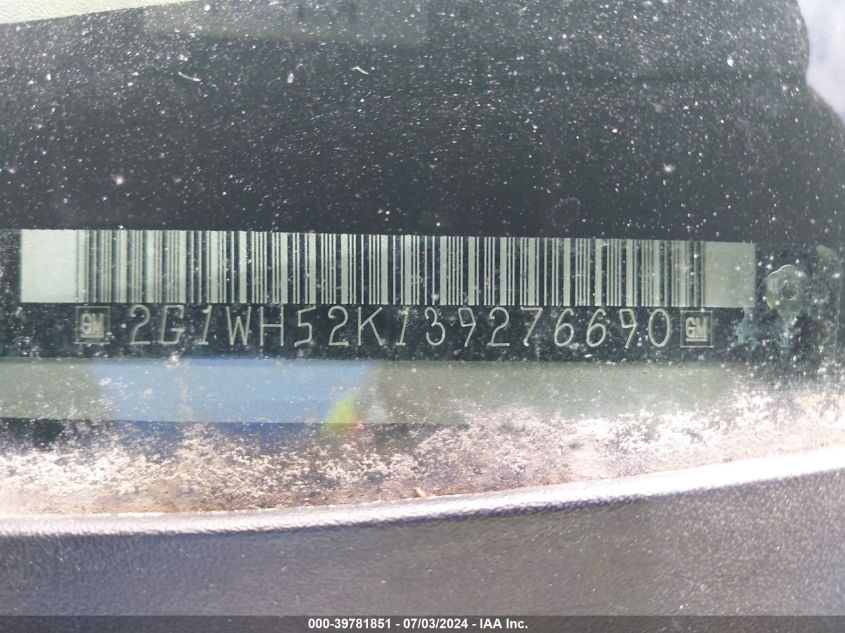 GM 2G1WH52K139276690 GM
000-39781851 / 07/03/2024 - IAA Inc.